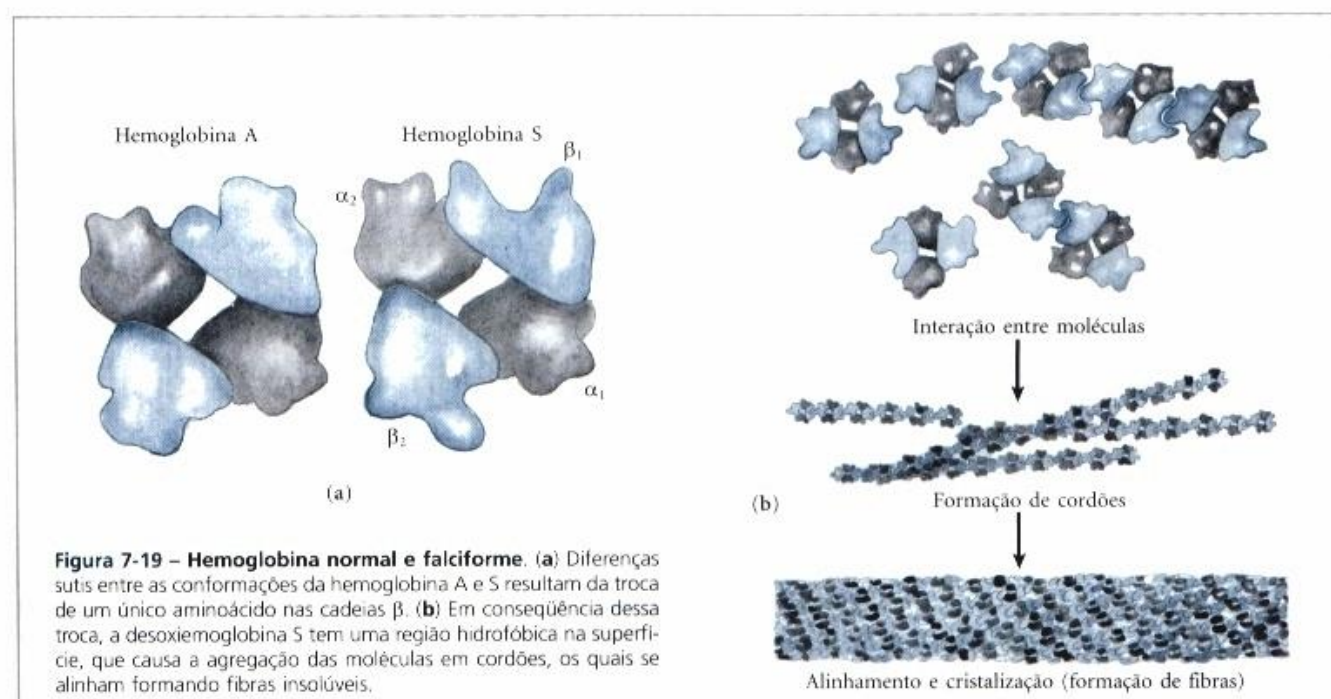 Hemoglobina A
Hemoglobina S
β1
α2
α1
β2
(a)
Figura 7-19 – Hemoglobina normal e falciforme. (a) Diferenças
sutis entre as conformações da hemoglobina A e S resultam da troca
de um único aminoácido nas cadeias β. (b) Em conseqüência dessa
troca, a desoxiemoglobina S tem uma região hidrofóbica na superfí-
cie, que causa a agregação das moléculas em cordões, os quais se
alinham formando fibras insolúveis.
Interação entre moléculas
(b)
Formação de cordões
Alinhamento e cristalização (formação de fibras)